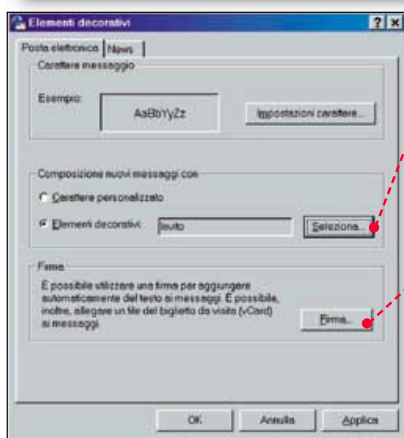 Elementi decorativi
Posta elettronica News
Carattere messaggio
Esempio: AaBbYyZz Impostazioni carattere...
Composizione nuovi messaggi con
Carattere personalizzato
Elementi decorativi: Invito Seleziona...
Firma
È possibile utilizzare una firma per aggiungere
automaticamente del testo ai messaggi. È possibile,
inoltre, allegare un file del biglietto da visita (vCard)
ai messaggi.
Firma...
OK Annulla Applica